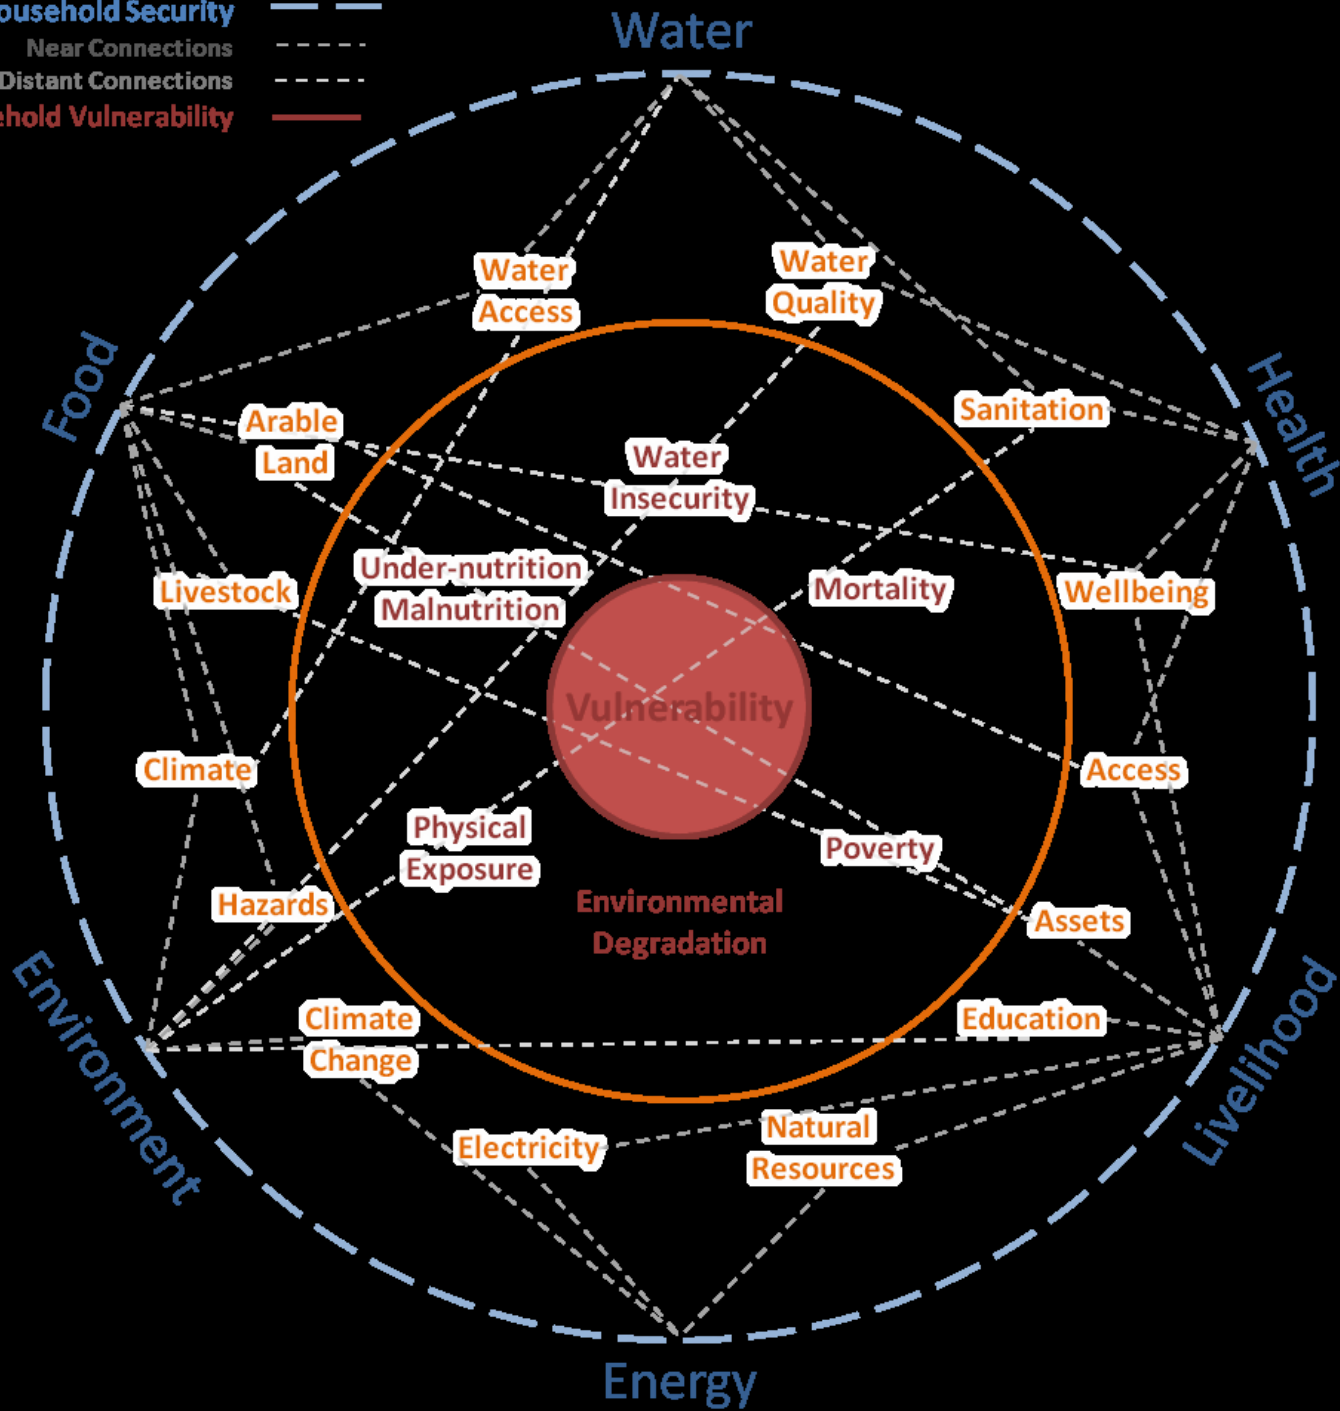 ousehold Security
Near Connections
Distant Connections
ehold Vulnerability
Water
Food
Health
Water
Access
Water
Quality
Arable
Land
Sanitation
Water
Insecurity
Under-nutrition
Malnutrition
Livestock
Mortality
Wellbeing
Vulnerability
Climate
Access
Physical
Exposure
Poverty
Hazards
Environmental
Degradation
Assets
Environment
Livelihood
Climate
Change
Education
Electricity
Natural
Resources
Energy